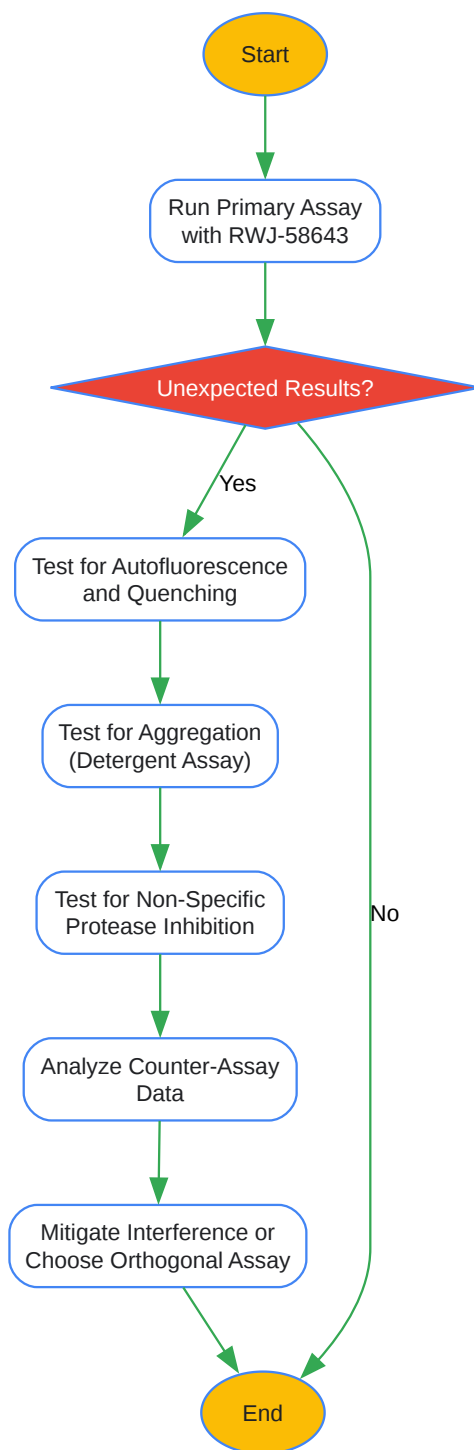 Start
Run Primary Assay
with RWJ-58643
Unexpected Results?
Yes
Test for Autofluorescence
and Quenching
Test for Aggregation
(Detergent Assay)
Test for Non-Specific
Protease Inhibition
No
Analyze Counter-Assay
Data
Mitigate Interference or
Choose Orthogonal Assay
End